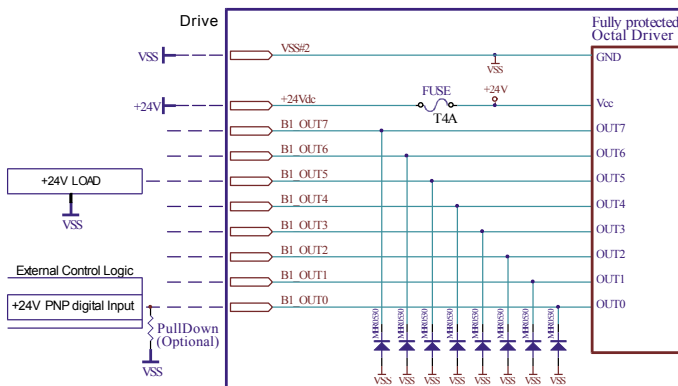 Drive
Fully protected
Octal Driver
VSS
VSS#2
VSS
GND
+24V
+24Vdc
FUSE
T4A
+24V
Vcc
B1_OUT7
OUT7
B1_OUT6
OUT6
+24V LOAD
B1_OUT5
OUT5
VSS
B1_OUT4
OUT4
B1_OUT3
OUT3
External Control Logic
B1_OUT2
OUT2
B1_OUT1
OUT1
+24V PNP digital Input
B1_OUT0
OUT0
PullDown
(Optional)
VSS
MBR0530 MBR0530 MBR0530 MBR0530 MBR0530 MBR0530 MBR0530 MBR0530
VSS VSS VSS VSS VSS VSS VSS VSS